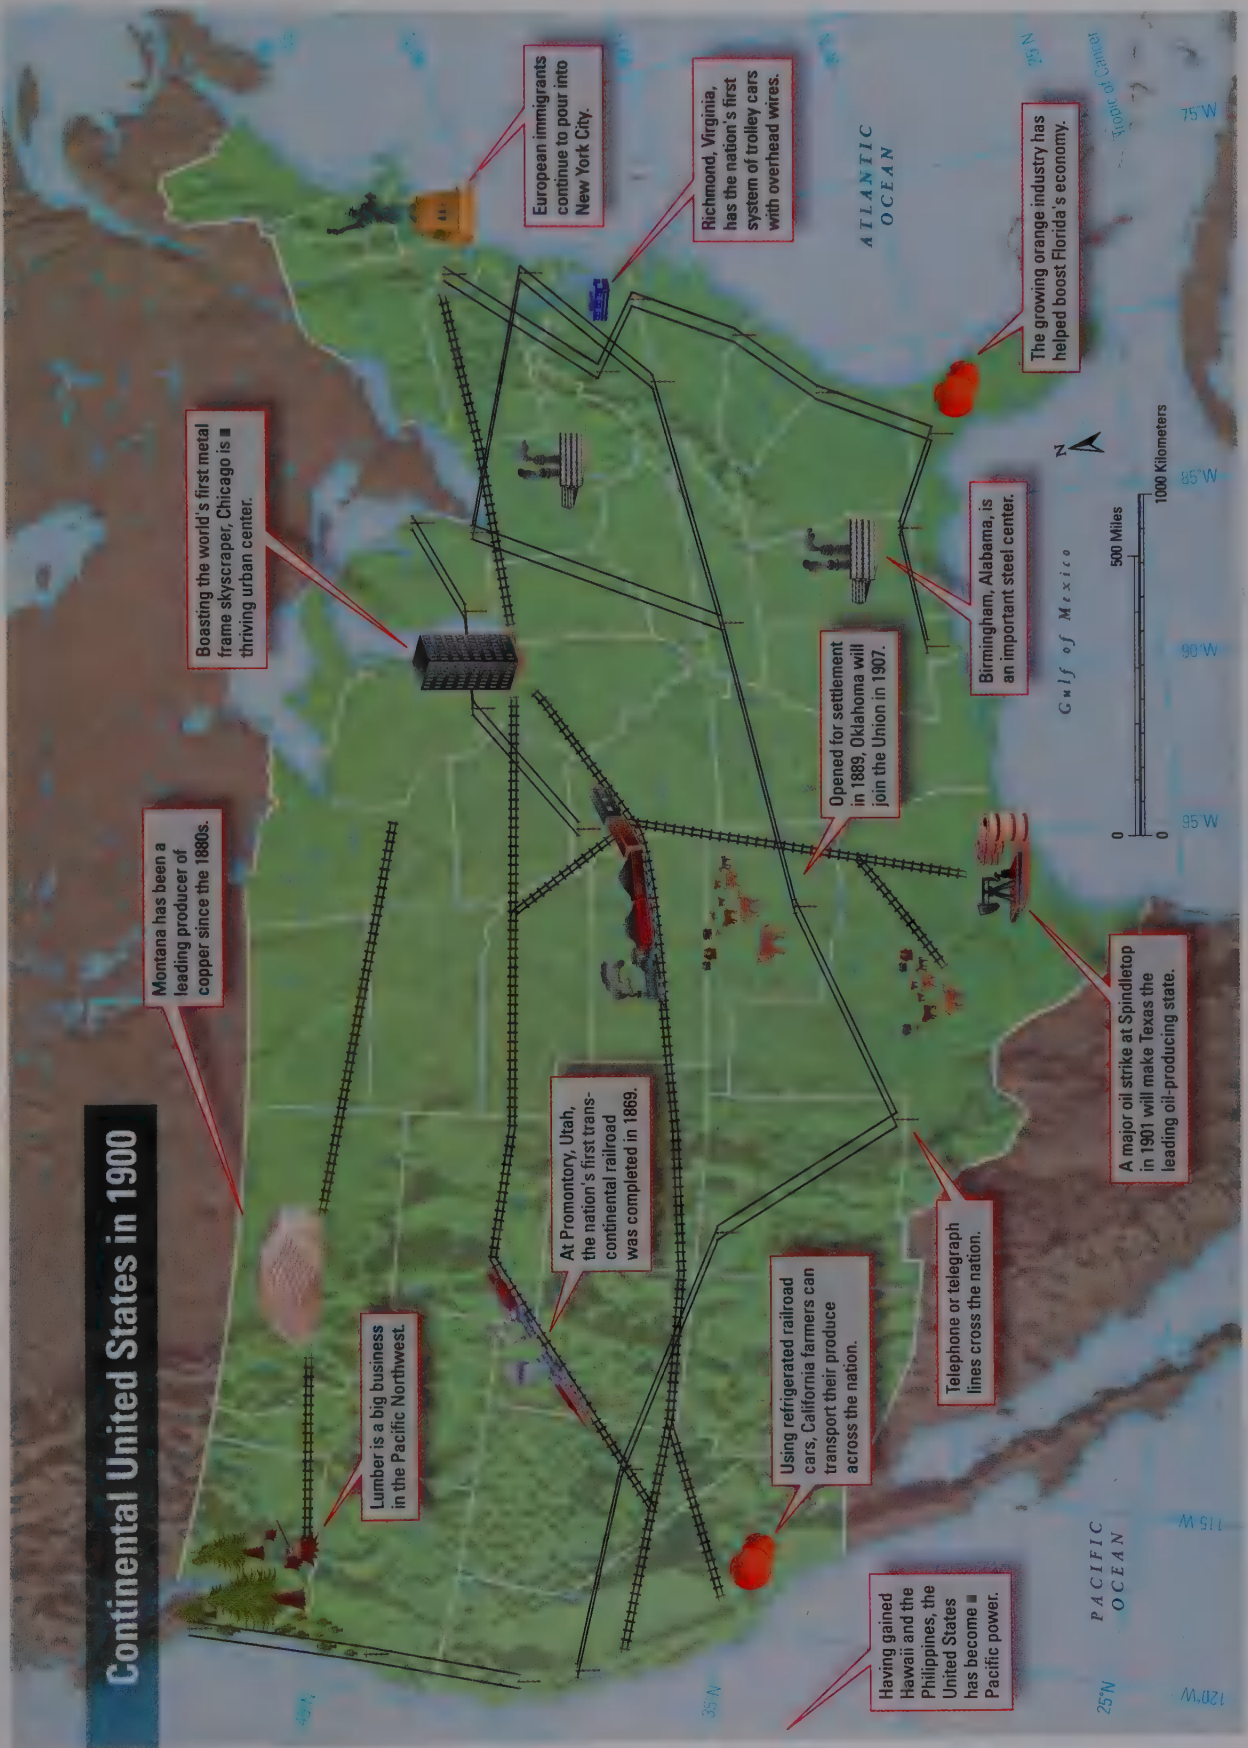 Continental United States in 1900
Montana has been a
leading producer of
copper since the 1880s.
Boasting the world's first metal
frame skyscraper, Chicago is ■
thriving urban center.
European immigrants
continue to pour into
New York City.
Lumber is a big business
in the Pacific Northwest.
At Promontory, Utah,
the nation's first trans-
continental railroad
was completed in 1869.
Richmond, Virginia,
has the nation's first
system of trolley cars
with overhead wires.
Opened for settlement
in 1889, Oklahoma will
join the Union in 1907.
Using refrigerated railroad
cars, California farmers can
transport their produce
across the nation.
Having gained
Hawaii and the
Philippines, the
United States
has become ■
Pacific power.
Telephone or telegraph
lines cross the nation.
Birmingham, Alabama, is
an important steel center.
The growing orange industry has
helped boost Florida's economy.
A major oil strike at Spindletop
in 1901 will make Texas the
leading oil-producing state.
ATLANTIC
OCEAN
Gulf of Mexico
PACIFIC
OCEAN
Tropic of Cancer
N
0
500 Miles
0
1000 Kilometers
35°N
25°N
120°W
115°W
95°W
90°W
85°W
75°W